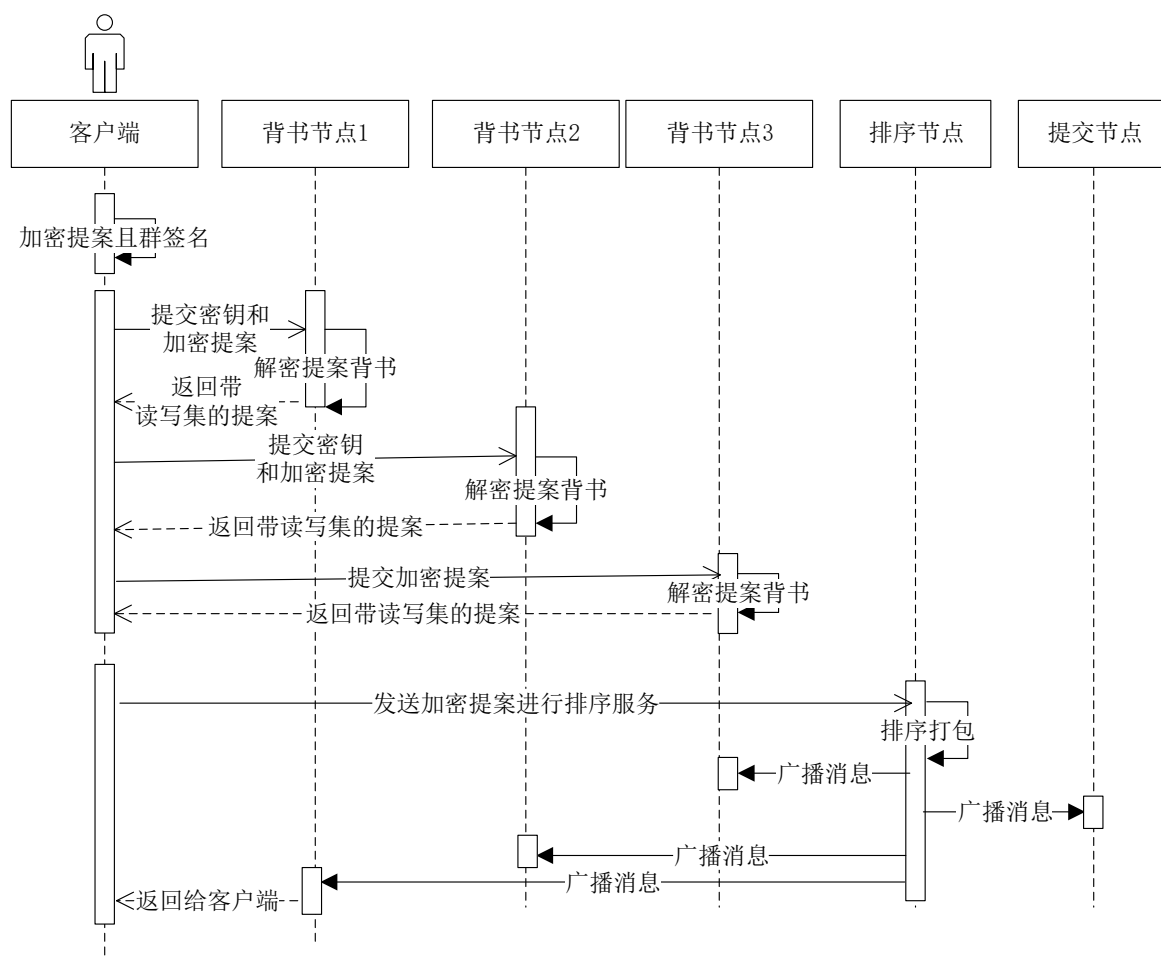 客户端
背书节点1
背书节点2
背书节点3
排序节点
提交节点
加密提案且群签名
提交密钥和
加密提案
解密提案背书
返回带
读写集的提案
提交密钥
和加密提案
解密提案背书
返回带读写集的提案
提交加密提案
解密提案背书
返回带读写集的提案
发送加密提案进行排序服务
排序打包
广播消息
广播消息
广播消息
广播消息
返回给客户端